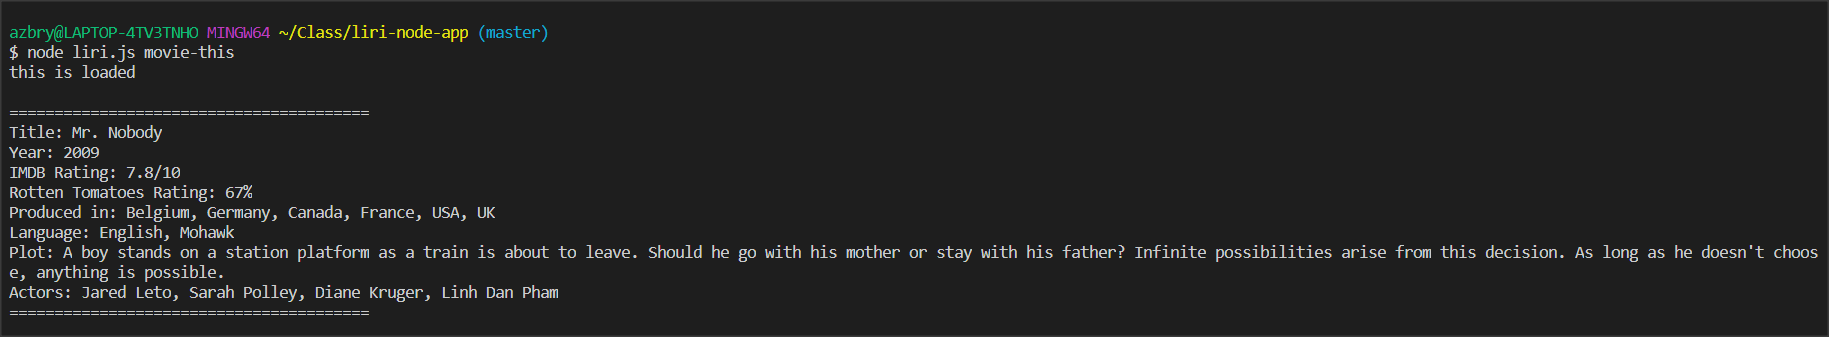 azbry@LAPTOP-4TV3TNHO MINGW64 ~/Class/liri-node-app (master)
$ node liri.js movie-this
this is loaded
========================================
Title: Mr. Nobody
Year: 2009
IMDB Rating: 7.8/10
Rotten Tomatoes Rating: 67%
Produced in: Belgium, Germany, Canada, France, USA, UK
Language: English, Mohawk
Plot: A boy stands on a station platform as a train is about to leave. Should he go with his mother or stay with his father? Infinite possibilities arise from this decision. As long as he doesn't choos
e, anything is possible.
Actors: Jared Leto, Sarah Polley, Diane Kruger, Linh Dan Pham
========================================